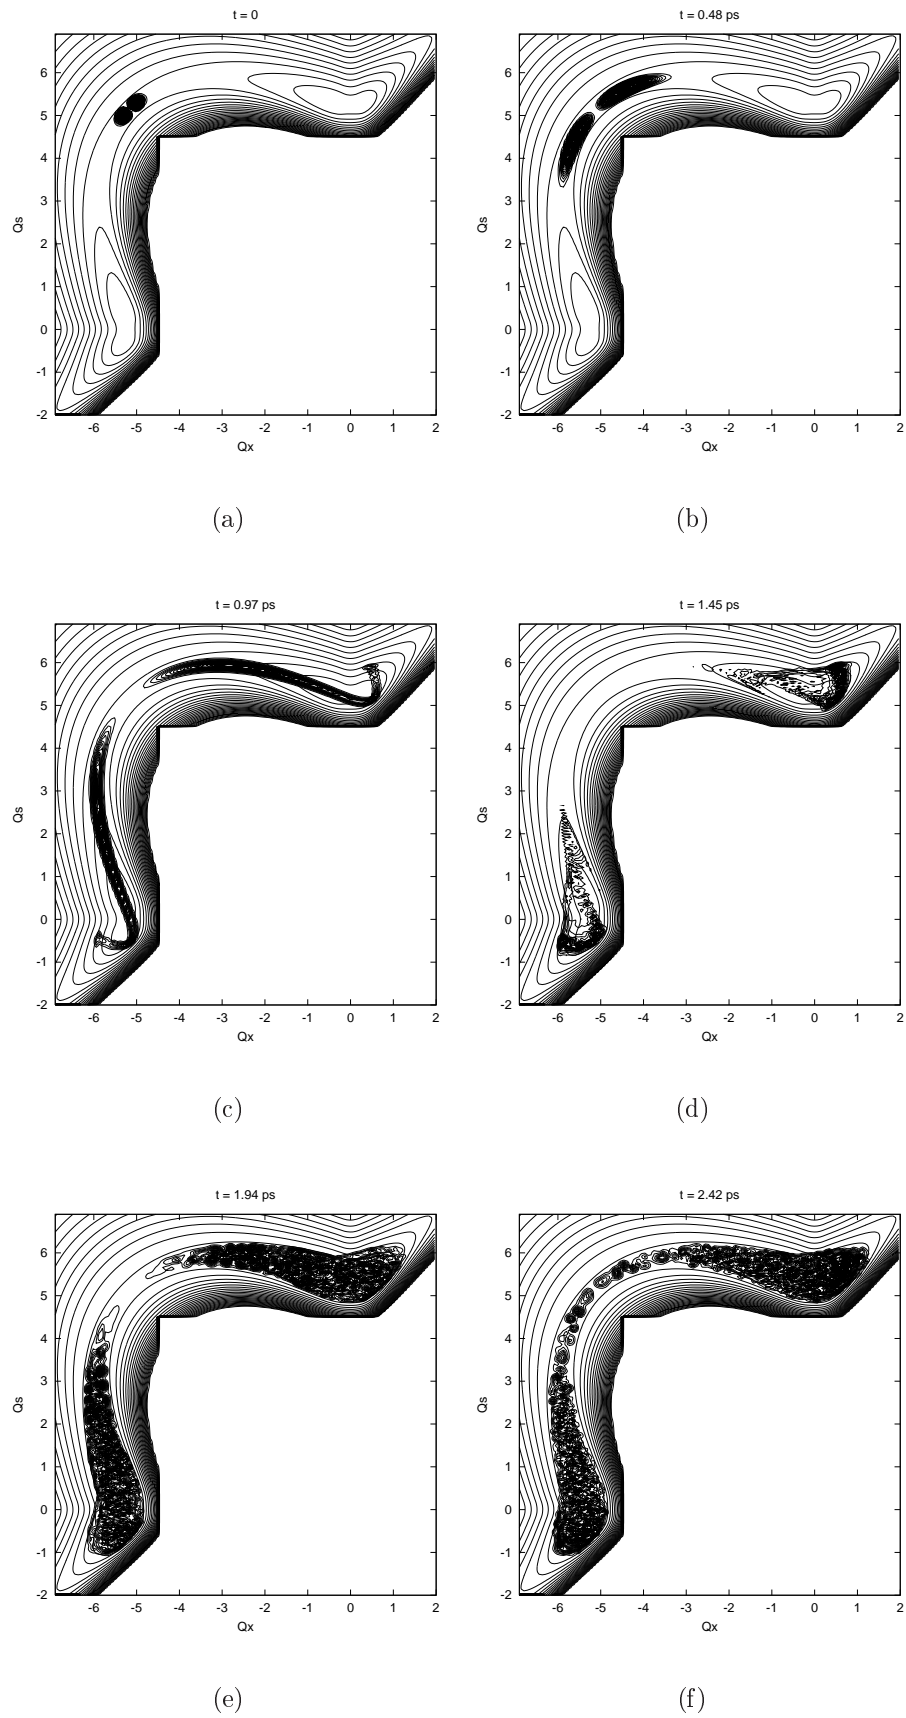 t = 0
t = 0.48 ps
6
5
4
3
2
1
0
-1
-2
Qs
-6 -5 -4 -3 -2 -1 0 1 2
Qx
6
5
4
3
2
1
0
-1
-2
Qs
-6 -5 -4 -3 -2 -1 0 1 2
Qx
(a)
(b)
t = 0.97 ps
t = 1.45 ps
6
5
4
3
2
1
0
-1
-2
Qs
-6 -5 -4 -3 -2 -1 0 1 2
Qx
6
5
4
3
2
1
0
-1
-2
Qs
-6 -5 -4 -3 -2 -1 0 1 2
Qx
(c)
(d)
t = 1.94 ps
t = 2.42 ps
6
5
4
3
2
1
0
-1
-2
Qs
-6 -5 -4 -3 -2 -1 0 1 2
Qx
6
5
4
3
2
1
0
-1
-2
Qs
-6 -5 -4 -3 -2 -1 0 1 2
Qx
(e)
(f)